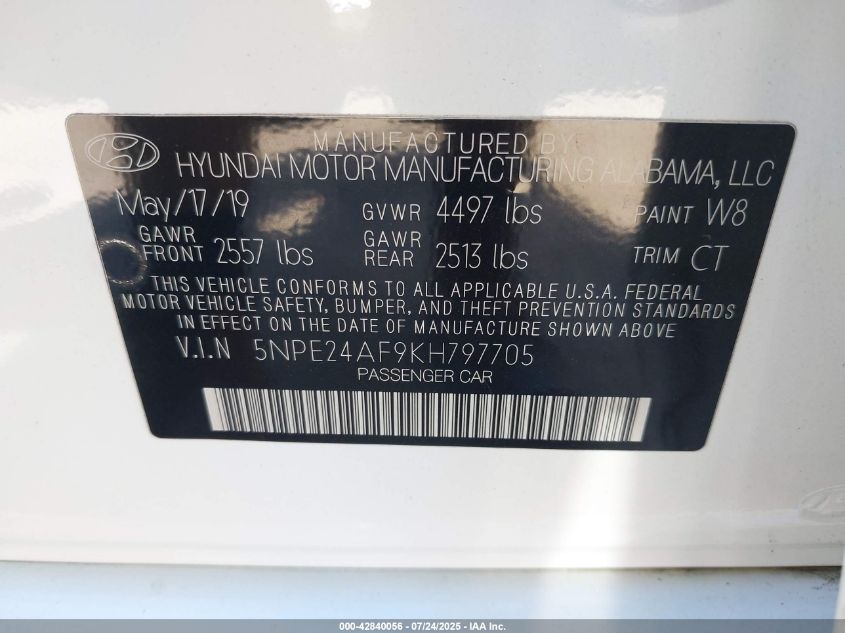 MANUFACTURED BY
HYUNDAI MOTOR MANUFACTURING ALABAMA, LLC
May/17/19 GVWR 4497 lbs PAINT W8
GAWR FRONT 2557 lbs GAWR REAR 2513 lbs TRIM CT
THIS VEHICLE CONFORMS TO ALL APPLICABLE U.S.A. FEDERAL
MOTOR VEHICLE SAFETY, BUMPER, AND THEFT PREVENTION STANDARDS
IN EFFECT ON THE DATE OF MANUFACTURE SHOWN ABOVE
V.I.N 5NPE24AF9KH797705
PASSENGER CAR
000-42840056 - 07/24/2025 - IAA Inc.